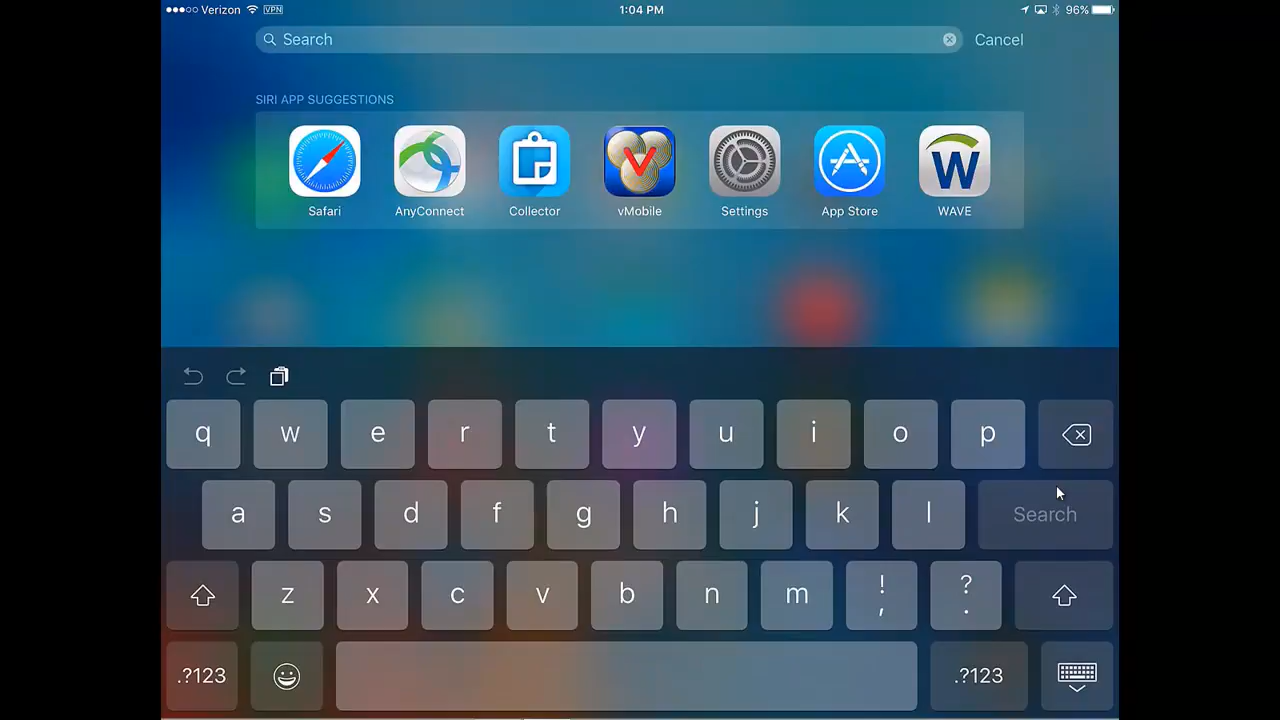 Verizon VPN 1:04 PM 96%
Search Cancel
SIRI APP SUGGESTIONS
V W
Safari AnyConnect Collector vMobile Settings App Store WAVE
q w e r t y u i o p
a s d f g h j k l Search
z x c v b n m ! , ? .
.?123 .?123